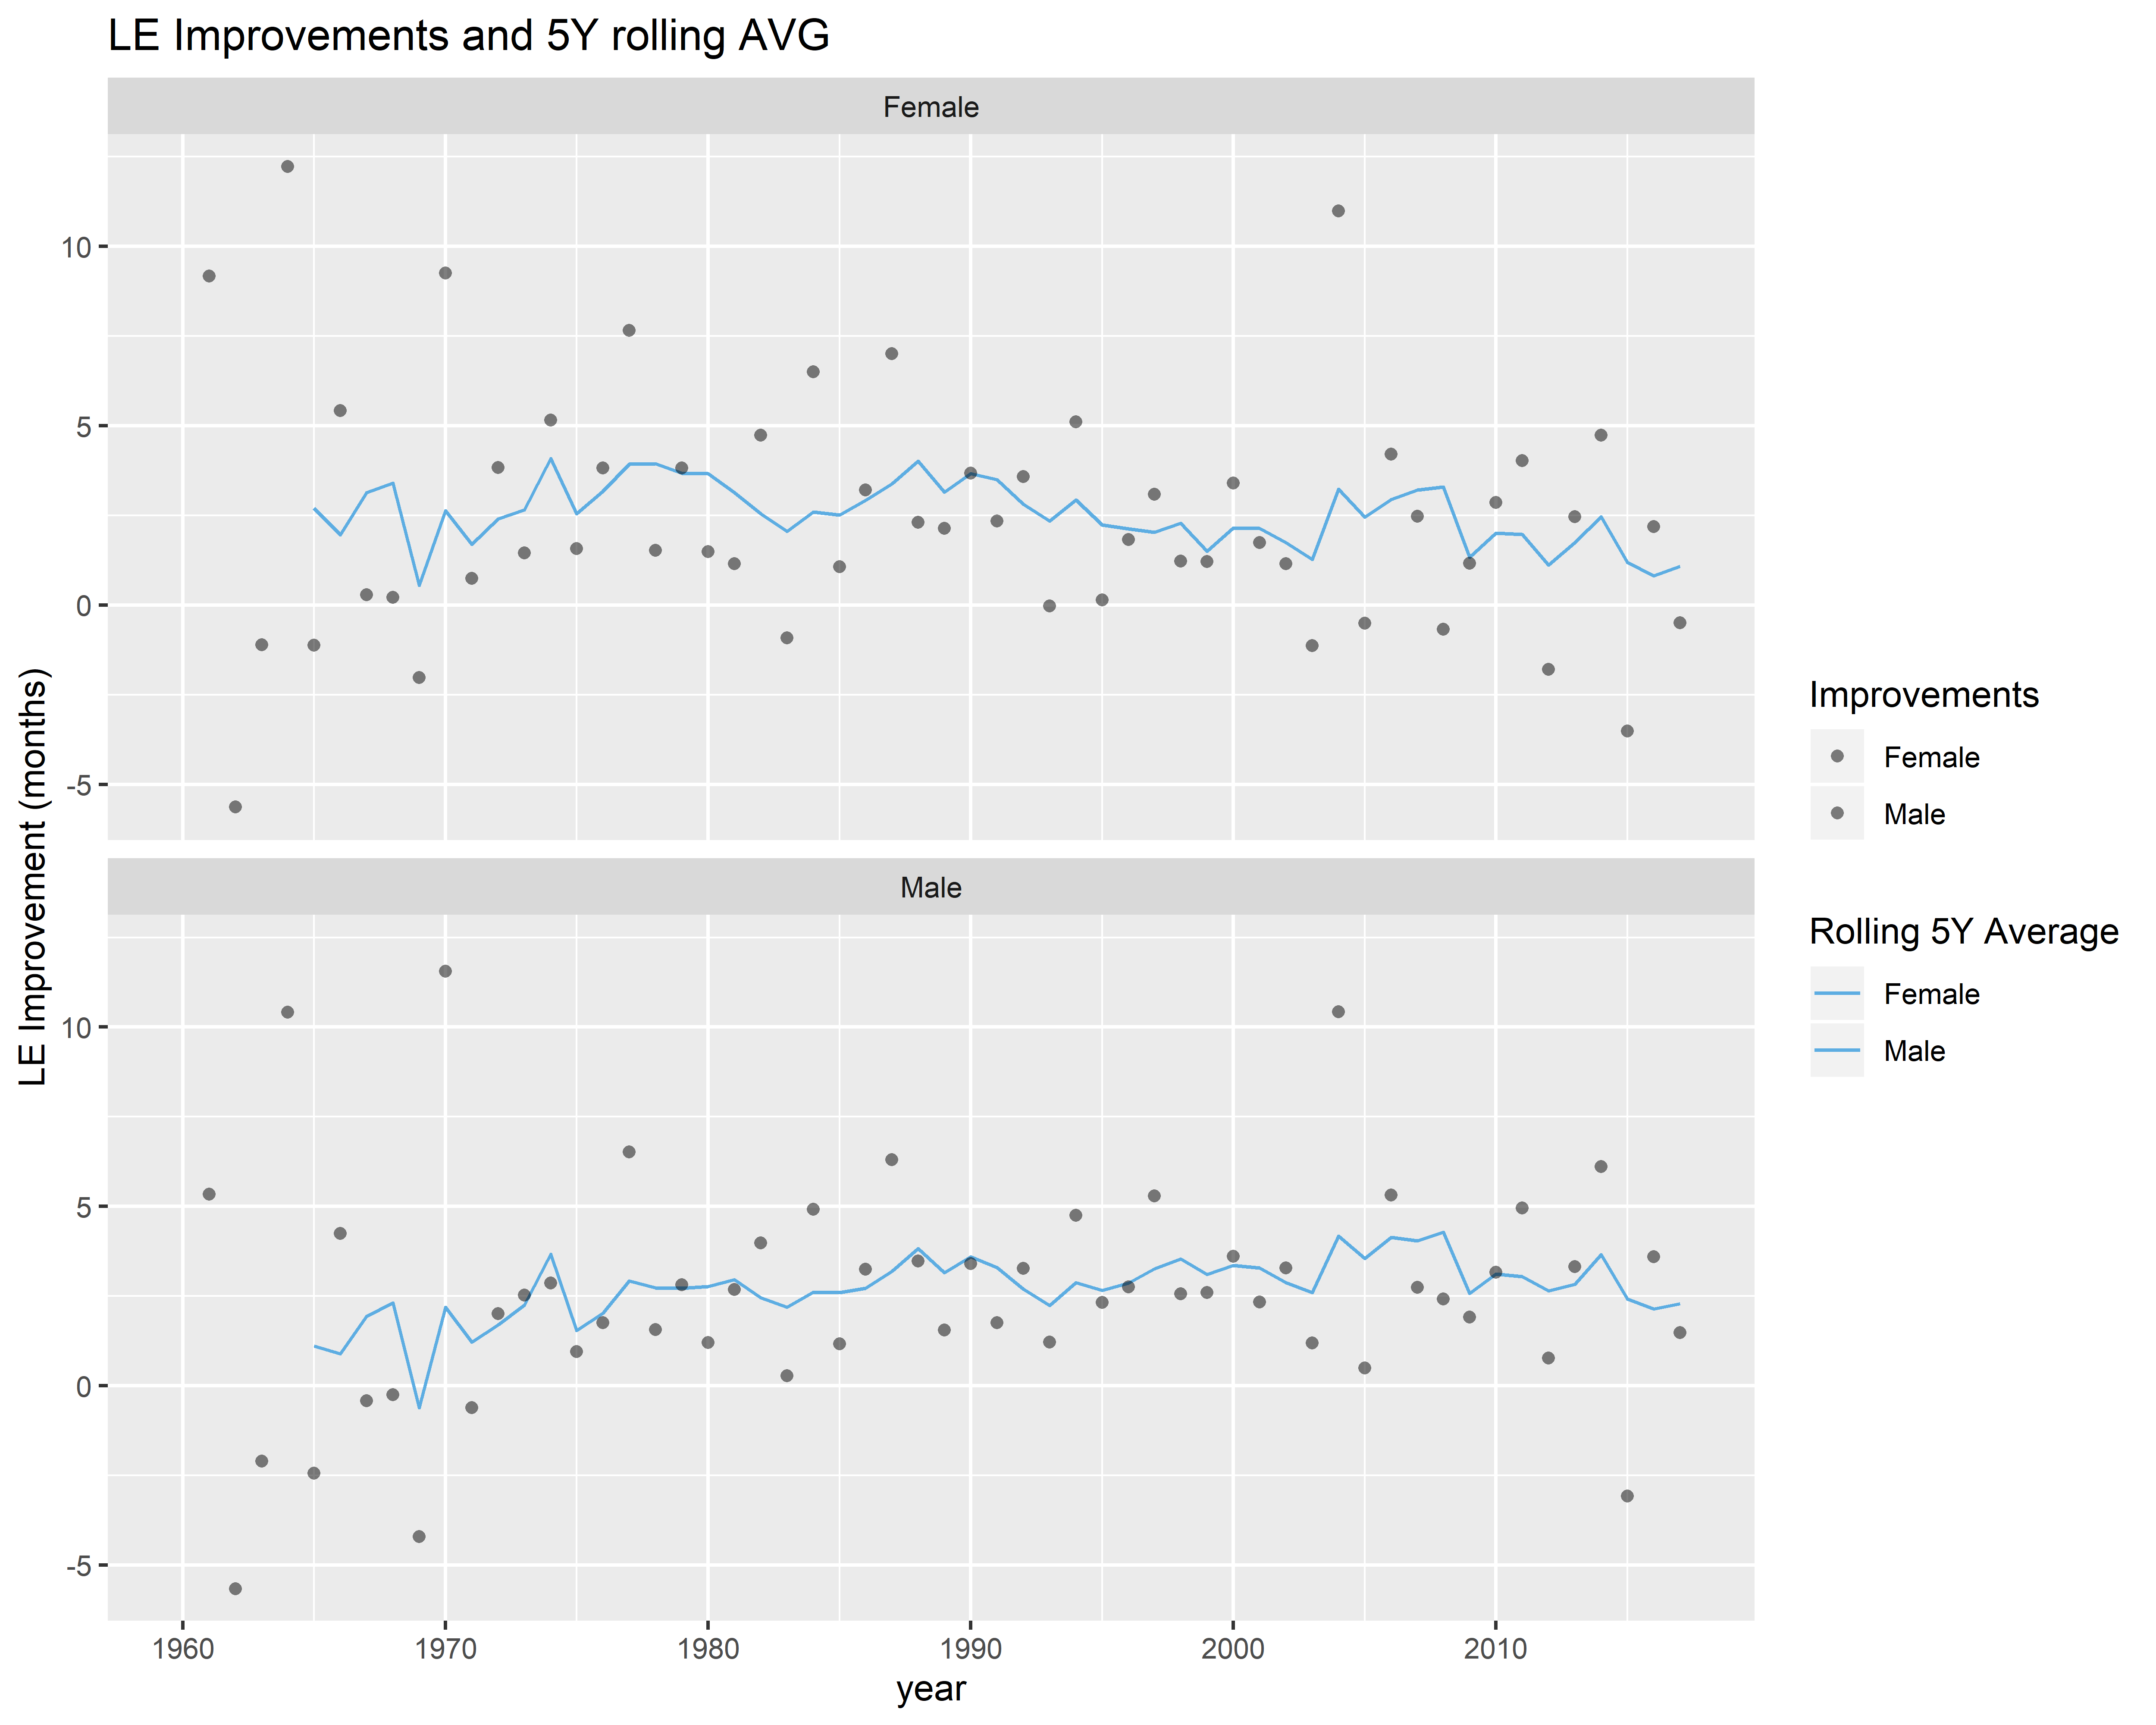 LE Improvements and 5Y rolling AVG
Female
10
5
0
-5
Male
10
5
0
-5
LE Improvement (months)
1960 1970 1980 1990 2000 2010
year
Improvements
Female
Male
Rolling 5Y Average
Female
Male